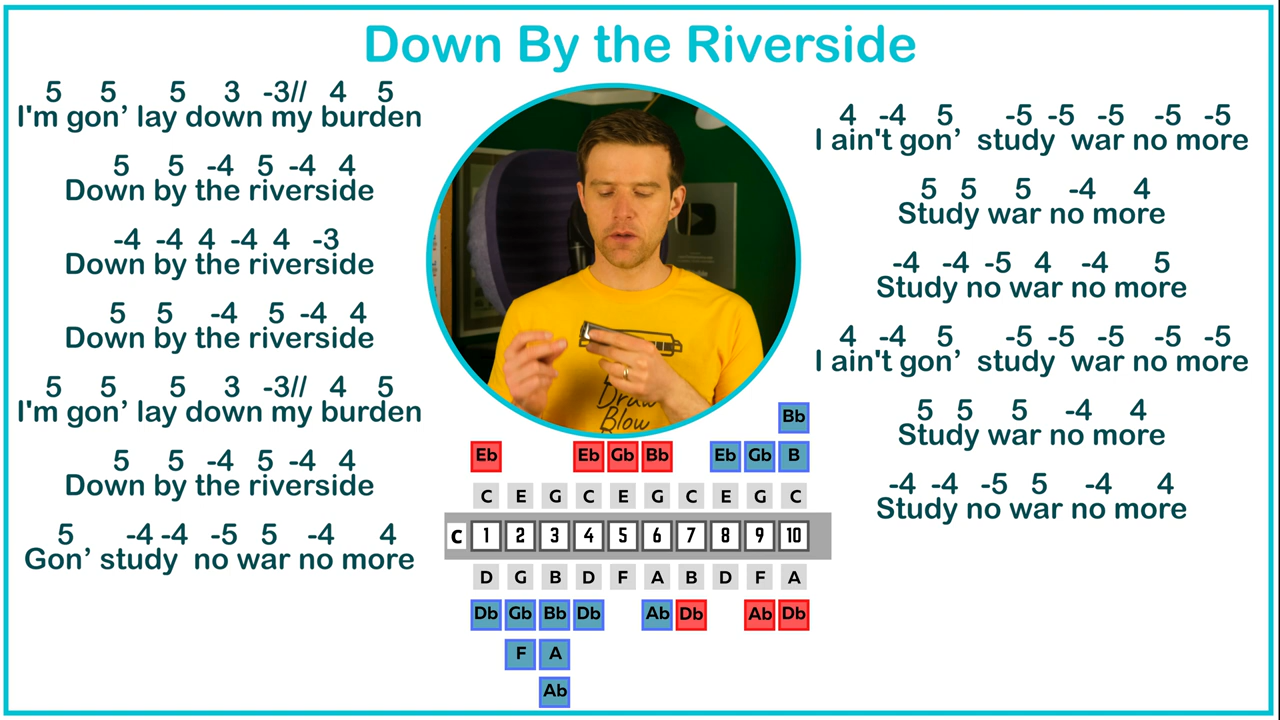 Down By the Riverside
5 5 5 3 -3// 4 5
I'm gon' lay down my burden
5 5 -4 5 -4 4
Down by the riverside
-4 -4 4 -4 4 -3
Down by the riverside
5 5 -4 5 -4 4
Down by the riverside
5 5 5 3 -3// 4 5
I'm gon' lay down my burden
5 5 -4 5 -4 4
Down by the riverside
5 -4 -4 -5 5 -4 4
Gon' study no war no more
4 -4 5 -5 -5 -5 -5 -5
I ain't gon' study war no more
5 5 5 -4 4
Study war no more
-4 -4 -5 4 -4 5
Study no war no more
4 -4 5 -5 -5 -5 -5 -5
I ain't gon' study war no more
5 5 5 -4 4
Study war no more
-4 -4 -5 5 -4 4
Study no war no more
Draw
Blow
Bb
Eb Eb Gb Bb Eb Gb B
C E G C E G C E G C
C 1 2 3 4 5 6 7 8 9 10
D G B D F A B D F A
Db Gb Bb Db Ab Db Ab Db
F A
Ab